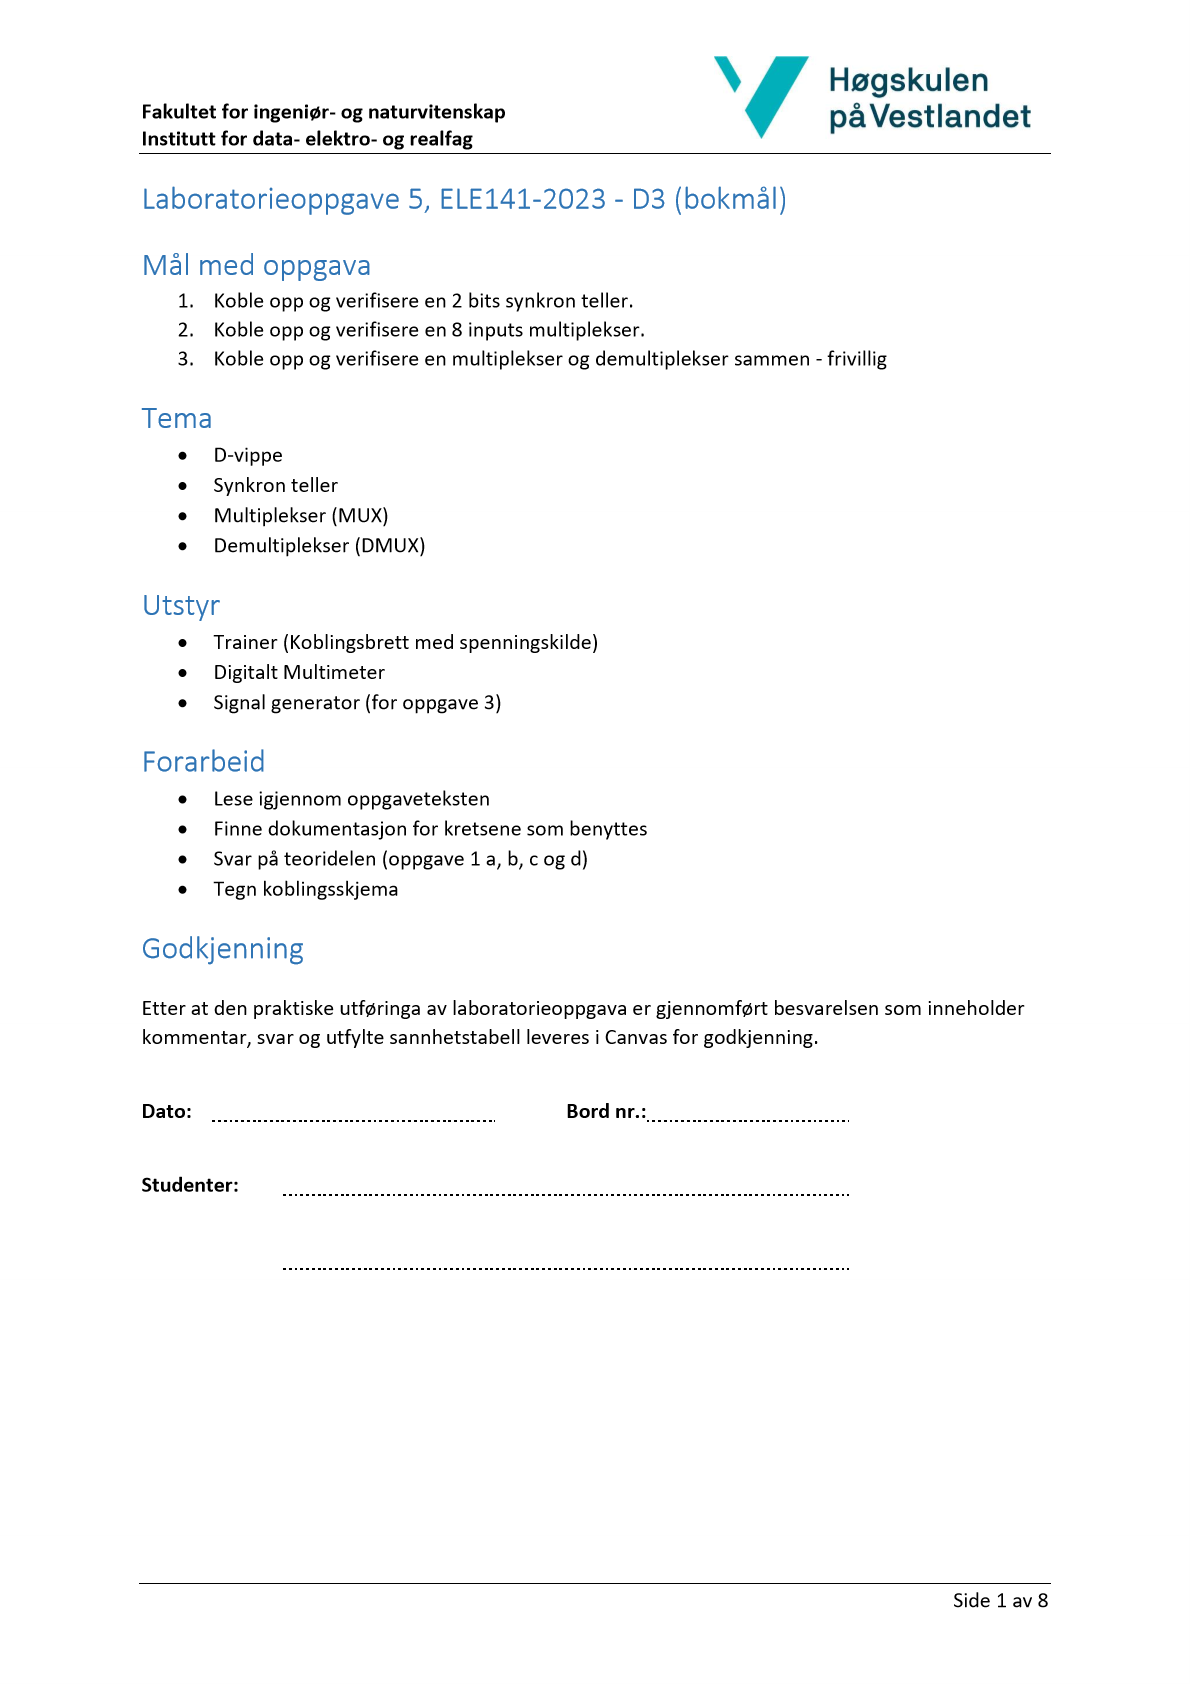 Høgskulen
på Vestlandet
Fakultet for ingeniør- og naturvitenskap
Institutt for data- elektro- og realfag
Laboratorieoppgave 5, ELE141-2023 - D3 (bokmål)
Mål med oppgava
1. Koble opp og verifisere en 2 bits synkron teller.
2. Koble opp og verifisere en 8 inputs multiplekser.
3. Koble opp og verifisere en multiplekser og demultiplekser sammen - frivillig
Tema
• D-vippe
• Synkron teller
• Multiplekser (MUX)
• Demultiplekser (DMUX)
Utstyr
• Trainer (Koblingsbrett med spenningskilde)
• Digitalt Multimeter
• Signal generator (for oppgave 3)
Forarbeid
• Lese igjennom oppgaveteksten
• Finne dokumentasjon for kretsene som benyttes
• Svar på teoridelen (oppgave 1 a, b, c og d)
• Tegn koblingsskjema
Godkjenning
Etter at den praktiske utføringa av laboratorieoppgava er gjennomført besvarelsen som inneholder
kommentar, svar og utfylte sannhetstabell leveres i Canvas for godkjenning.
Dato: Bord nr.:
Studenter:
Side 1 av 8